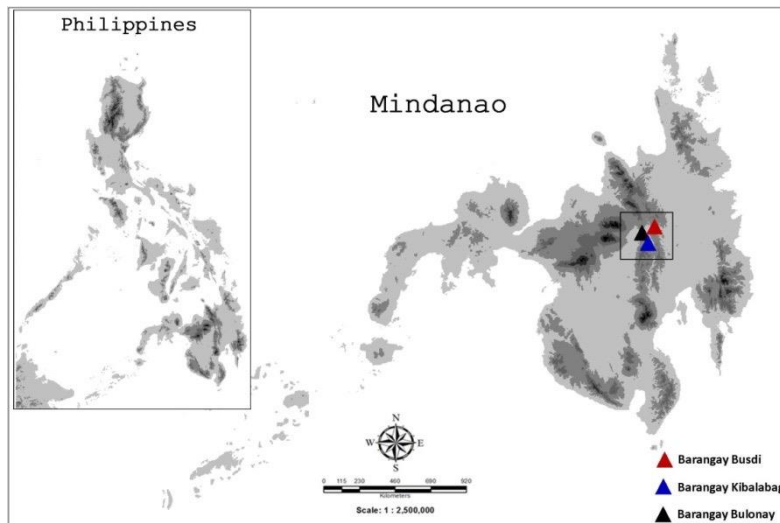 Philippines
Mindanao
N
W E
S
0 115 230 460 690 920
Kilometers
Scale: 1 : 2,500,000
Barangay Busdi
Barangay Kibalabag
Barangay Bulonay